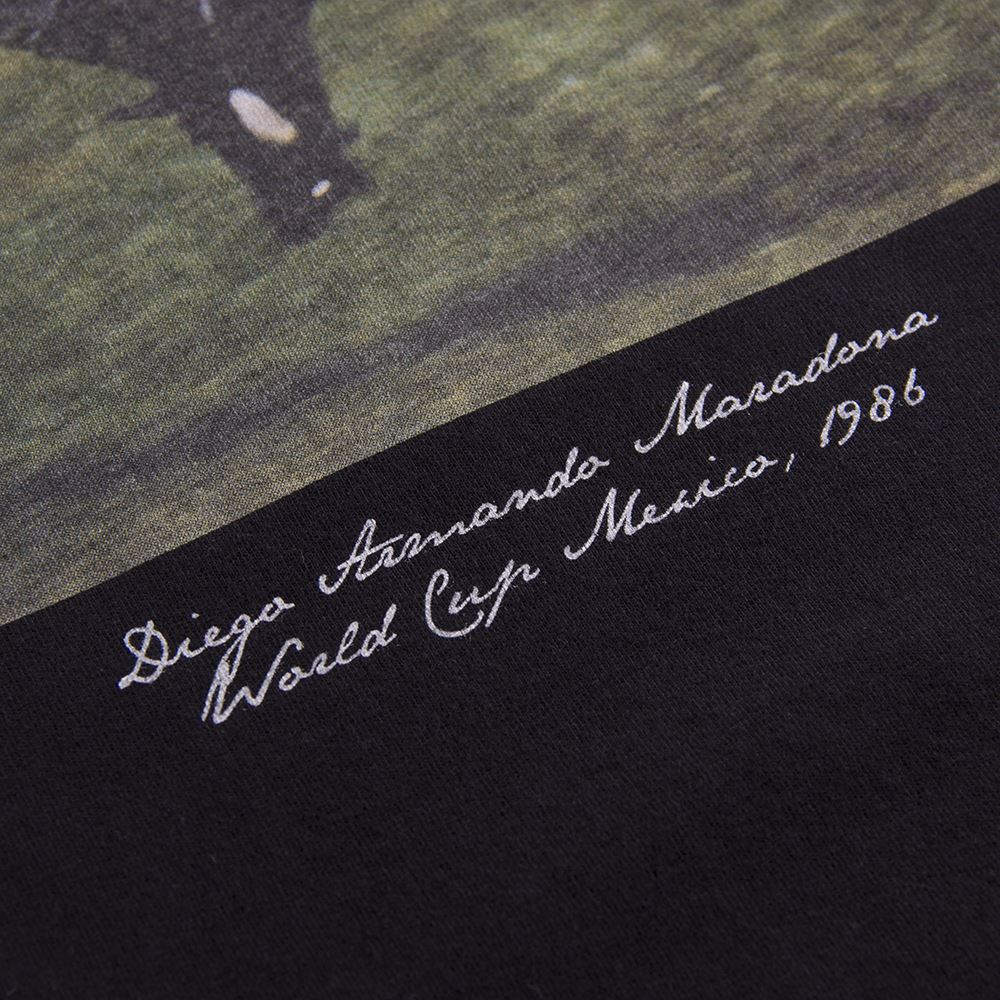 Diego Armando Maradona
World Cup Mexico, 1986